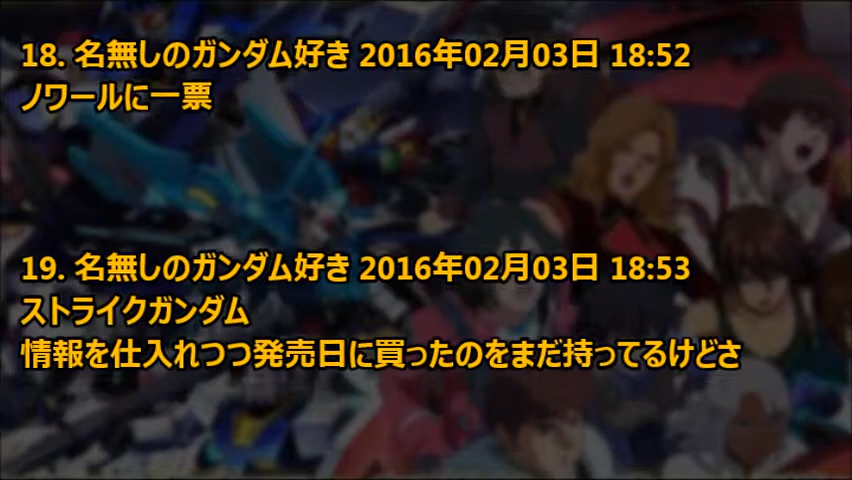 18. 名無しのガンダム好き 2016年02月03日 18:52
ノワールに一票
19. 名無しのガンダム好き 2016年02月03日 18:53
ストライクガンダム
情報を仕入れつつ発売日に買ったのをまだ持ってるけどさ